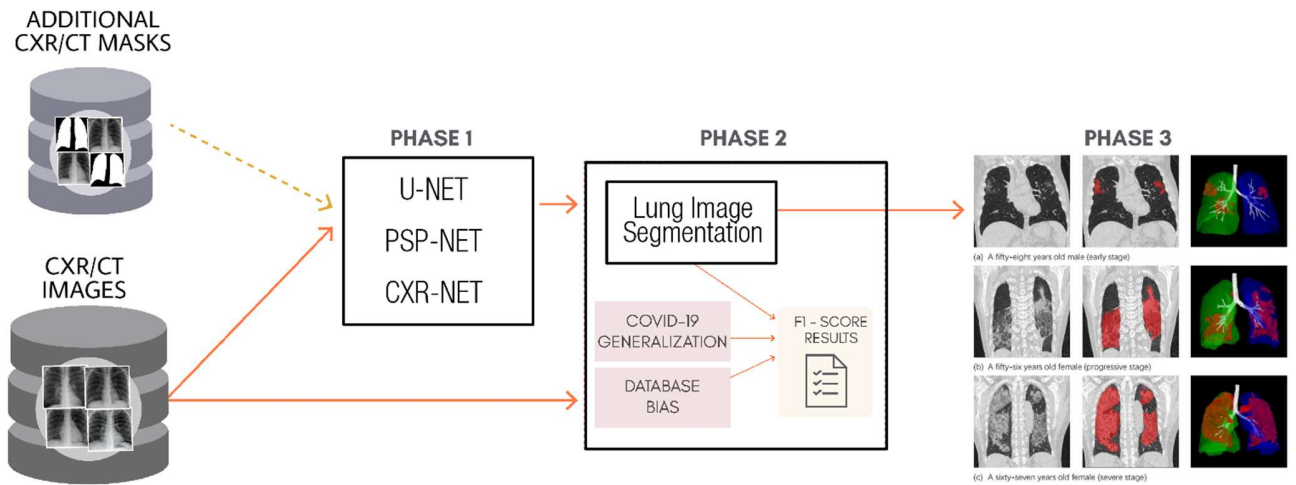 ADDITIONAL
CXR/CT MASKS
CXR/CT
IMAGES
PHASE 1
U-NET
PSP-NET
CXR-NET
PHASE 2
Lung Image
Segmentation
COVID-19
GENERALIZATION
DATABASE
BIAS
F1 - SCORE
RESULTS
PHASE 3
(a) A fifty-eight years old male (early stage)
(b) A fifty-six years old female (progressive stage)
(c) A sixty-seven years old female (severe stage)